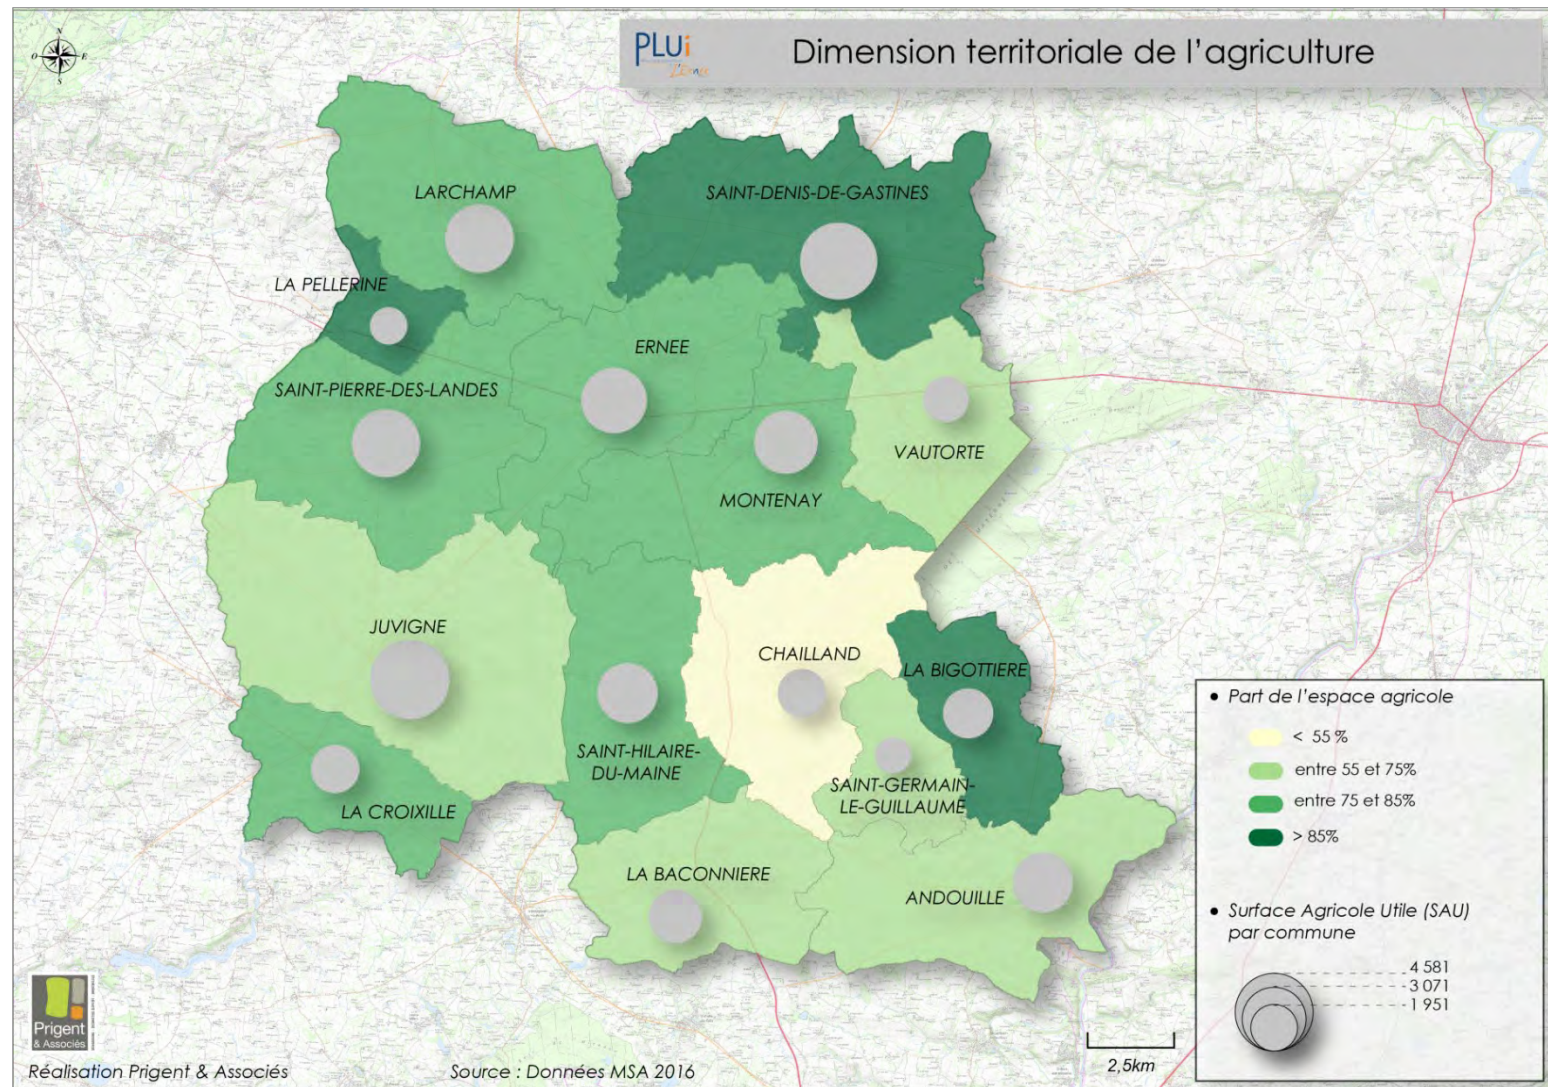 N
O
E
S
PLUi
L'Ernée
Dimension territoriale de l'agriculture
LARCHAMP
SAINT-DENIS-DE-GASTINES
LA PELLERINE
ERNEE
SAINT-PIERRE-DES-LANDES
VAUTORTE
MONTENAY
JUVIGNE
CHAILLAND
LA BIGOTTIERE
SAINT-HILAIRE-
DU-MAINE
SAINT-GERMAIN-
LE-GUILLAUME
LA CROIXILLE
LA BACONNIERE
ANDOUILLE
• Part de l'espace agricole
< 55 %
entre 55 et 75%
entre 75 et 85%
> 85%
• Surface Agricole Utile (SAU)
par commune
4 581
3 071
1 951
2,5km
Prigent
& Associés
Réalisation Prigent & Associés
Source : Données MSA 2016